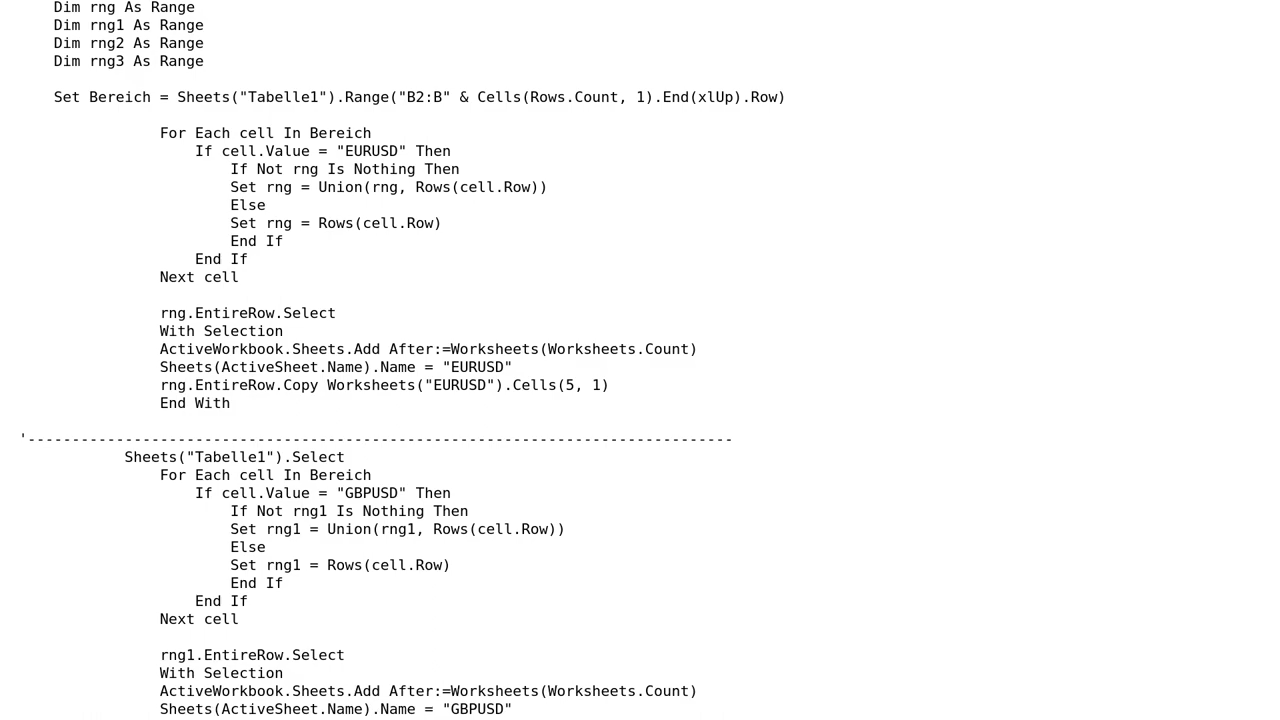 Dim rng As Range
Dim rng1 As Range
Dim rng2 As Range
Dim rng3 As Range
Set Bereich = Sheets("Tabelle1").Range("B2:B" & Cells(Rows.Count, 1).End(xlUp).Row)
For Each cell In Bereich
If cell.Value = "EURUSD" Then
If Not rng Is Nothing Then
Set rng = Union(rng, Rows(cell.Row))
Else
Set rng = Rows(cell.Row)
End If
End If
Next cell
rng.EntireRow.Select
With Selection
ActiveWorkbook.Sheets.Add After:=Worksheets(Worksheets.Count)
Sheets(ActiveSheet.Name).Name = "EURUSD"
rng.EntireRow.Copy Worksheets("EURUSD").Cells(5, 1)
End With
'--------------------------------------------------------------------------------
Sheets("Tabelle1").Select
For Each cell In Bereich
If cell.Value = "GBPUSD" Then
If Not rng1 Is Nothing Then
Set rng1 = Union(rng1, Rows(cell.Row))
Else
Set rng1 = Rows(cell.Row)
End If
End If
Next cell
rng1.EntireRow.Select
With Selection
ActiveWorkbook.Sheets.Add After:=Worksheets(Worksheets.Count)
Sheets(ActiveSheet.Name).Name = "GBPUSD"